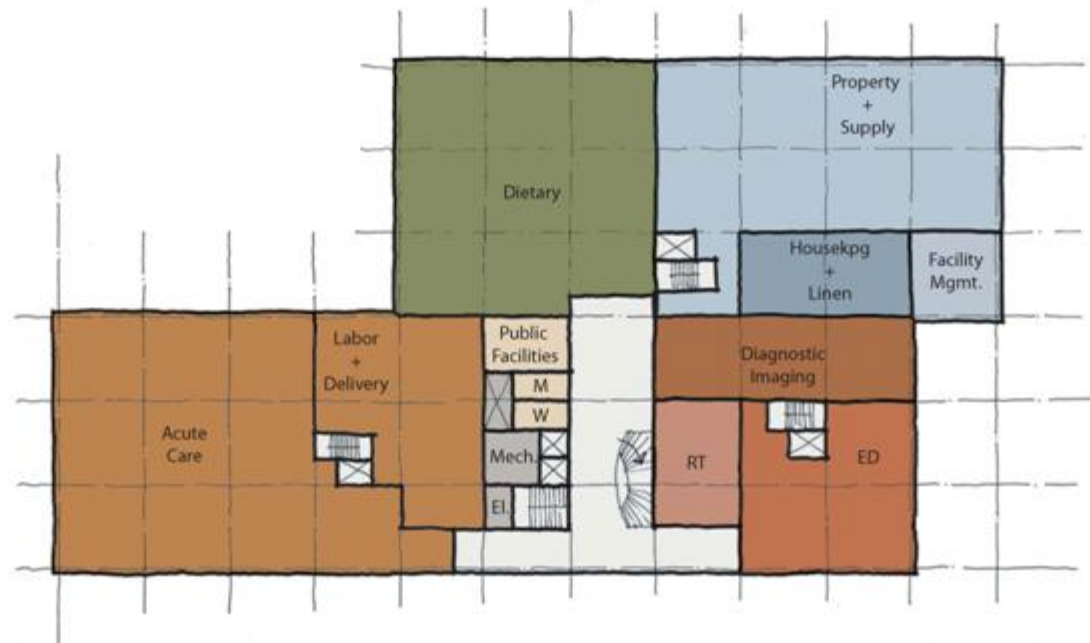 Property
+
Supply
Dietary
Housekpg
+
Linen
Facility
Mgmt.
Labor
+
Delivery
Public
Facilities
Diagnostic
Imaging
M
W
Acute
Care
Mech.
RT
ED
El.